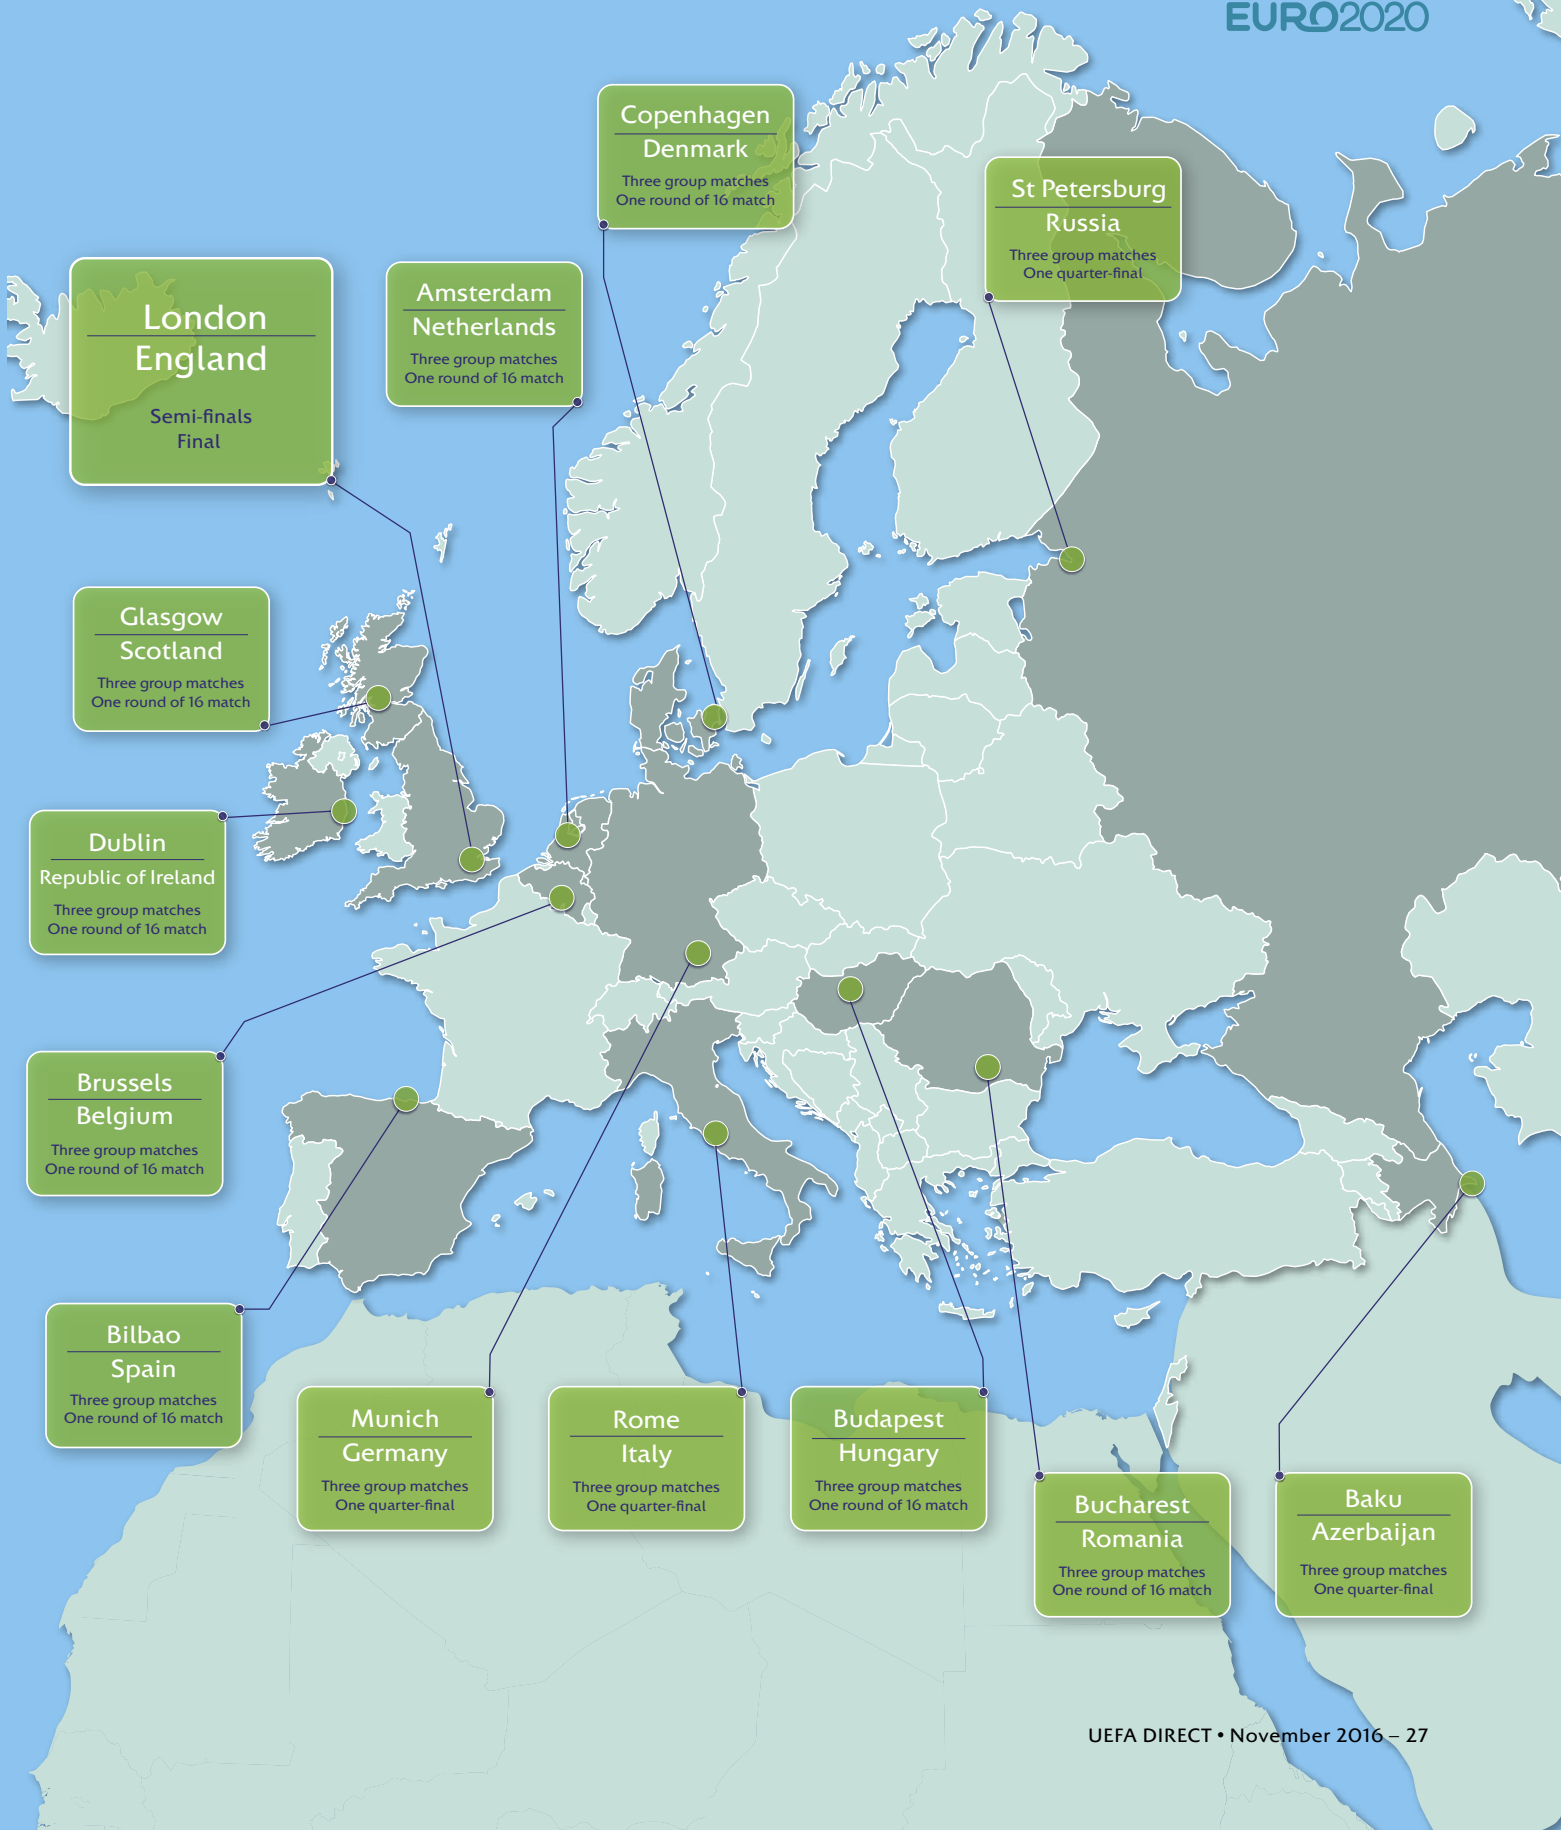 EURO2020
Copenhagen
Denmark
Three group matches
One round of 16 match
St Petersburg
Russia
Three group matches
One quarter-final
London
England
Semi-finals
Final
Amsterdam
Netherlands
Three group matches
One round of 16 match
Glasgow
Scotland
Three group matches
One round of 16 match
Dublin
Republic of Ireland
Three group matches
One round of 16 match
Brussels
Belgium
Three group matches
One round of 16 match
Bilbao
Spain
Three group matches
One round of 16 match
Munich
Germany
Three group matches
One quarter-final
Rome
Italy
Three group matches
One quarter-final
Budapest
Hungary
Three group matches
One round of 16 match
Bucharest
Romania
Three group matches
One round of 16 match
Baku
Azerbaijan
Three group matches
One quarter-final
UEFA DIRECT • November 2016 – 27